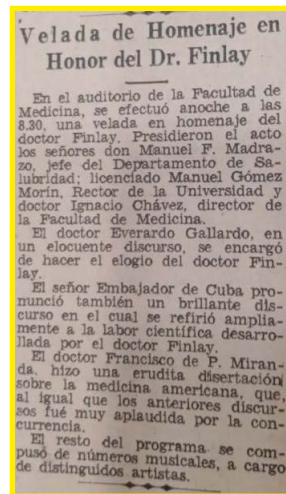 Velada de Homenaje en
Honor del Dr. Finlay
En el auditorio de la Facultad de
Medicina, se efectuó anoche a las
8.30, una velada en homenaje del
doctor Finlay. Presidieron el acto
los señores don Manuel F. Madra-
zo, jefe del Departamento de Sa-
lubridad; licenciado Manuel Gómez
Morín, Rector de la Universidad y
doctor Ignacio Chávez, director de
la Facultad de Medicina.
El doctor Everardo Gallardo, en
un elocuente discurso, se encargó
de hacer el elogio del doctor Fin-
lay.
El señor Embajador de Cuba pro-
nunció también un brillante dis-
curso en el cual se refirió amplia-
mente a la labor científica desarro-
llada por el doctor Finlay.
El doctor Francisco de P. Miran-
da, hizo una erudita disertación
sobre la medicina americana, que,
al igual que los anteriores discur-
sos fué muy aplaudida por la con-
currencia.
El resto del programa se com-
pusó de números musicales, a cargo
de distinguidos artistas.